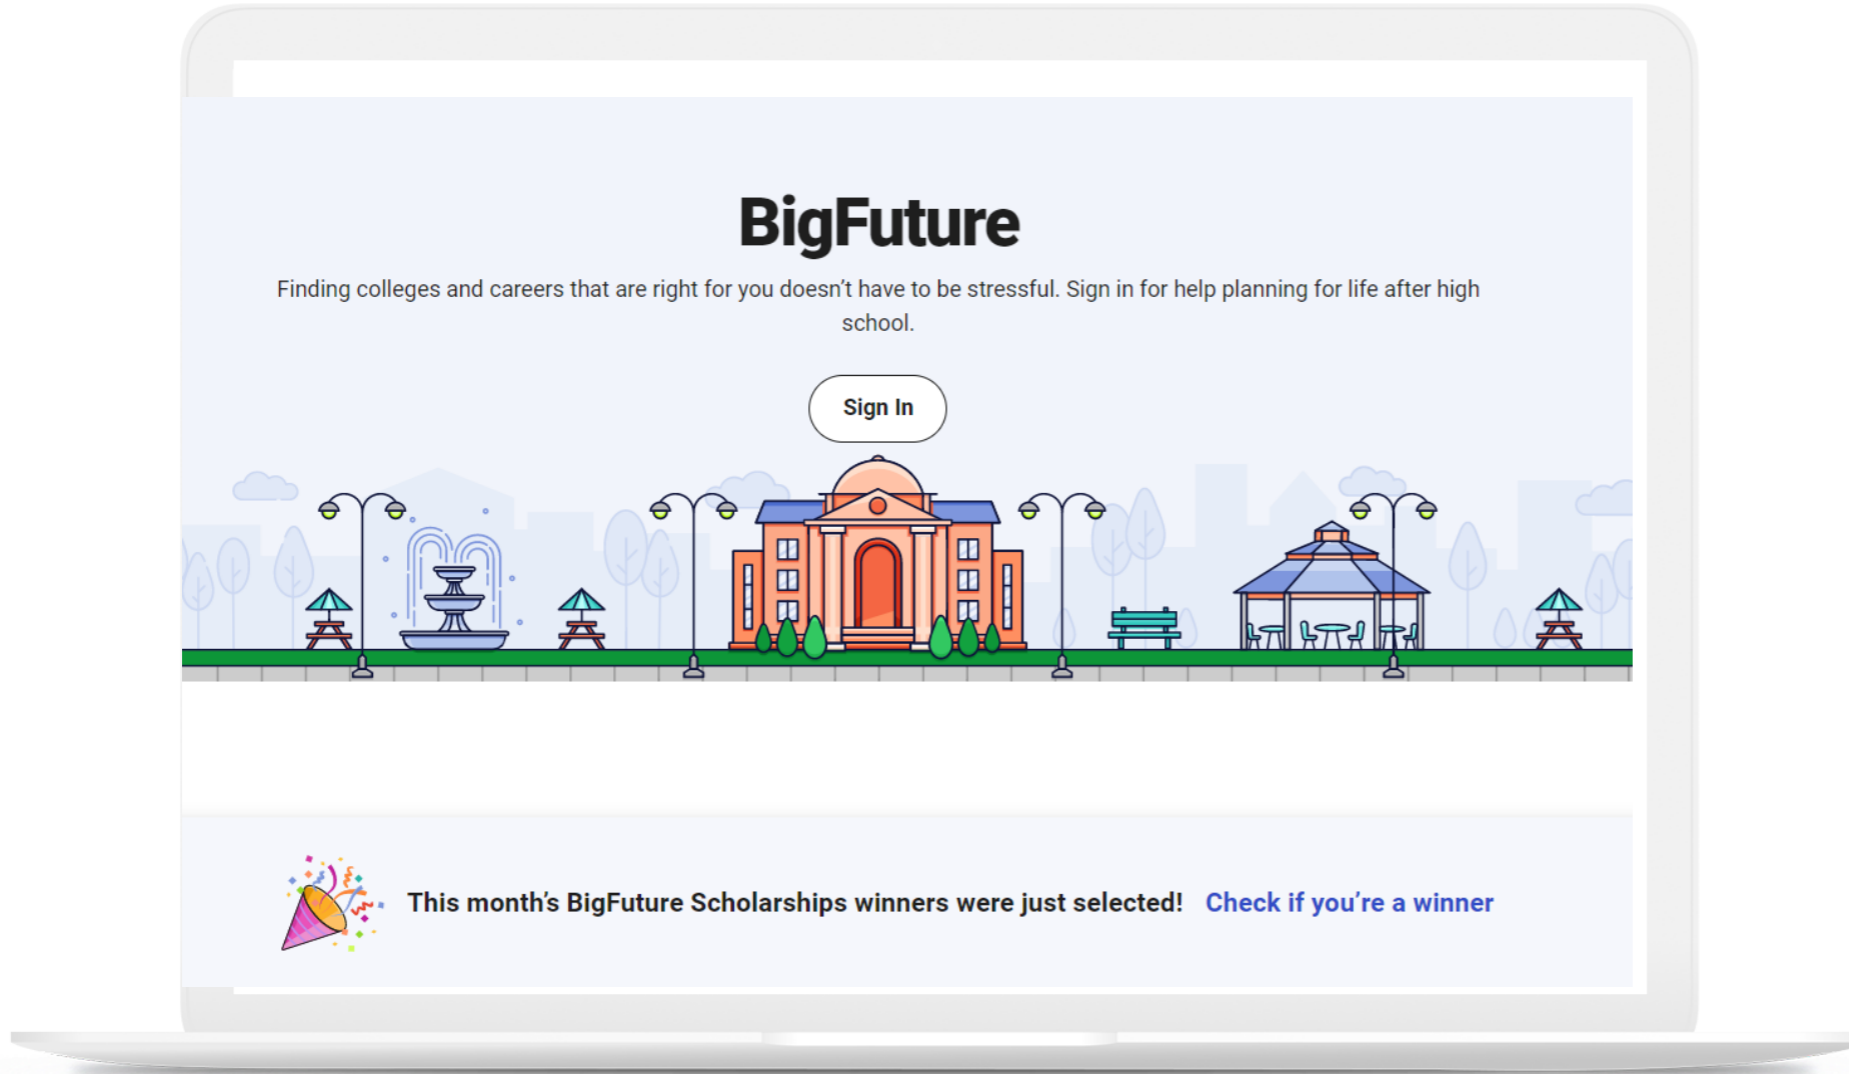 BigFuture
Finding colleges and careers that are right for you doesn’t have to be stressful. Sign in for help planning for life after high
school.
Sign In
This month’s BigFuture Scholarships winners were just selected! Check if you’re a winner